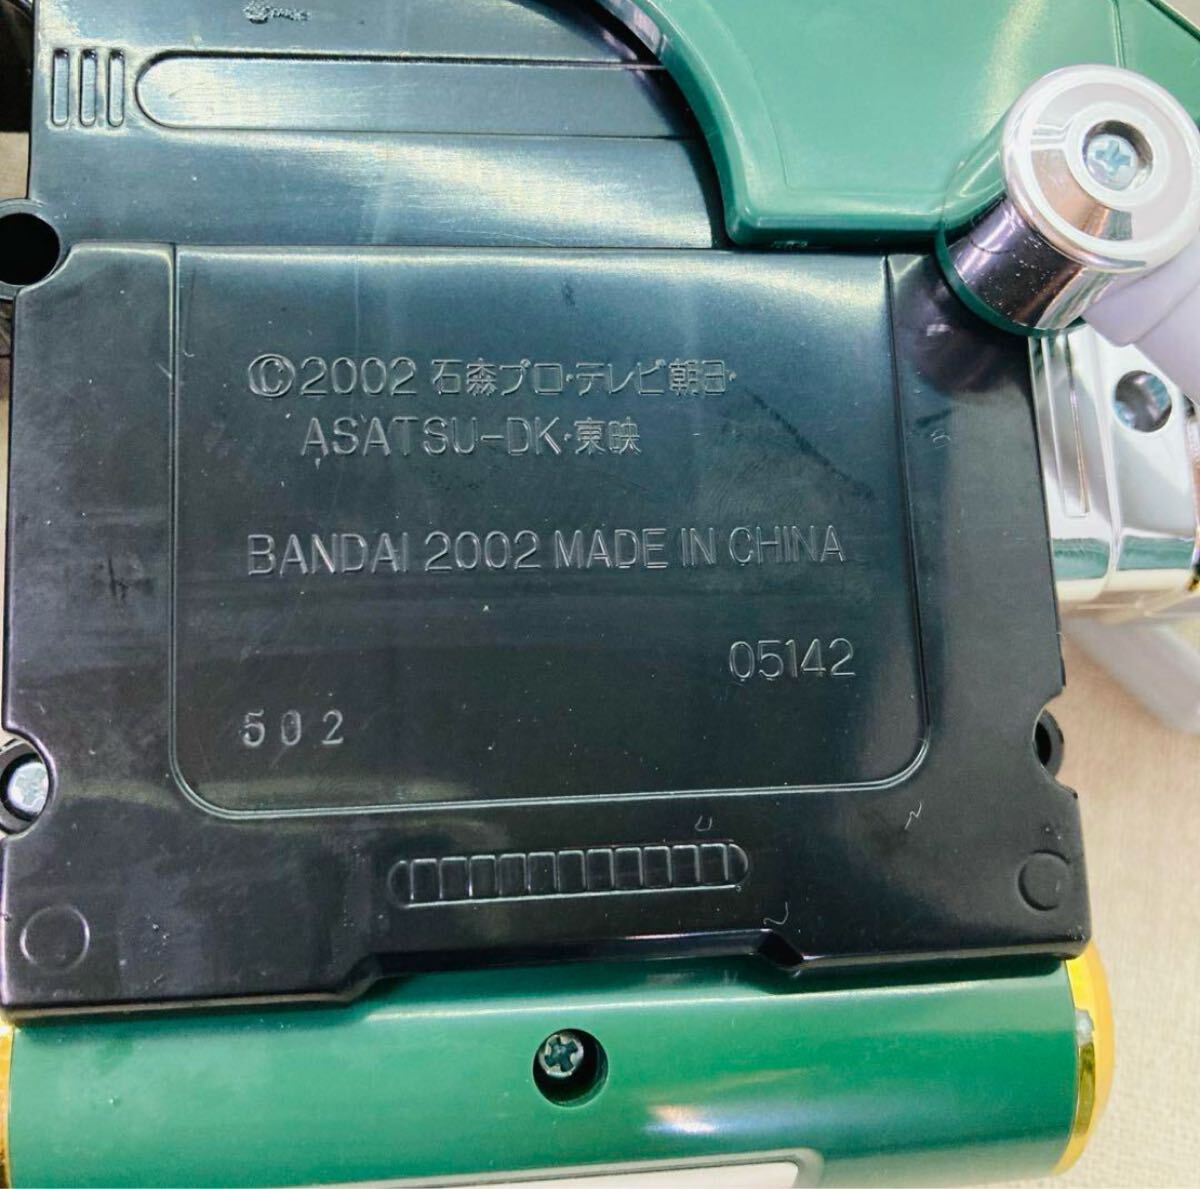 ©2002 石森プロ・テレビ朝日・
ASATSU-DK・東映
BANDAI 2002 MADE IN CHINA
05142
502